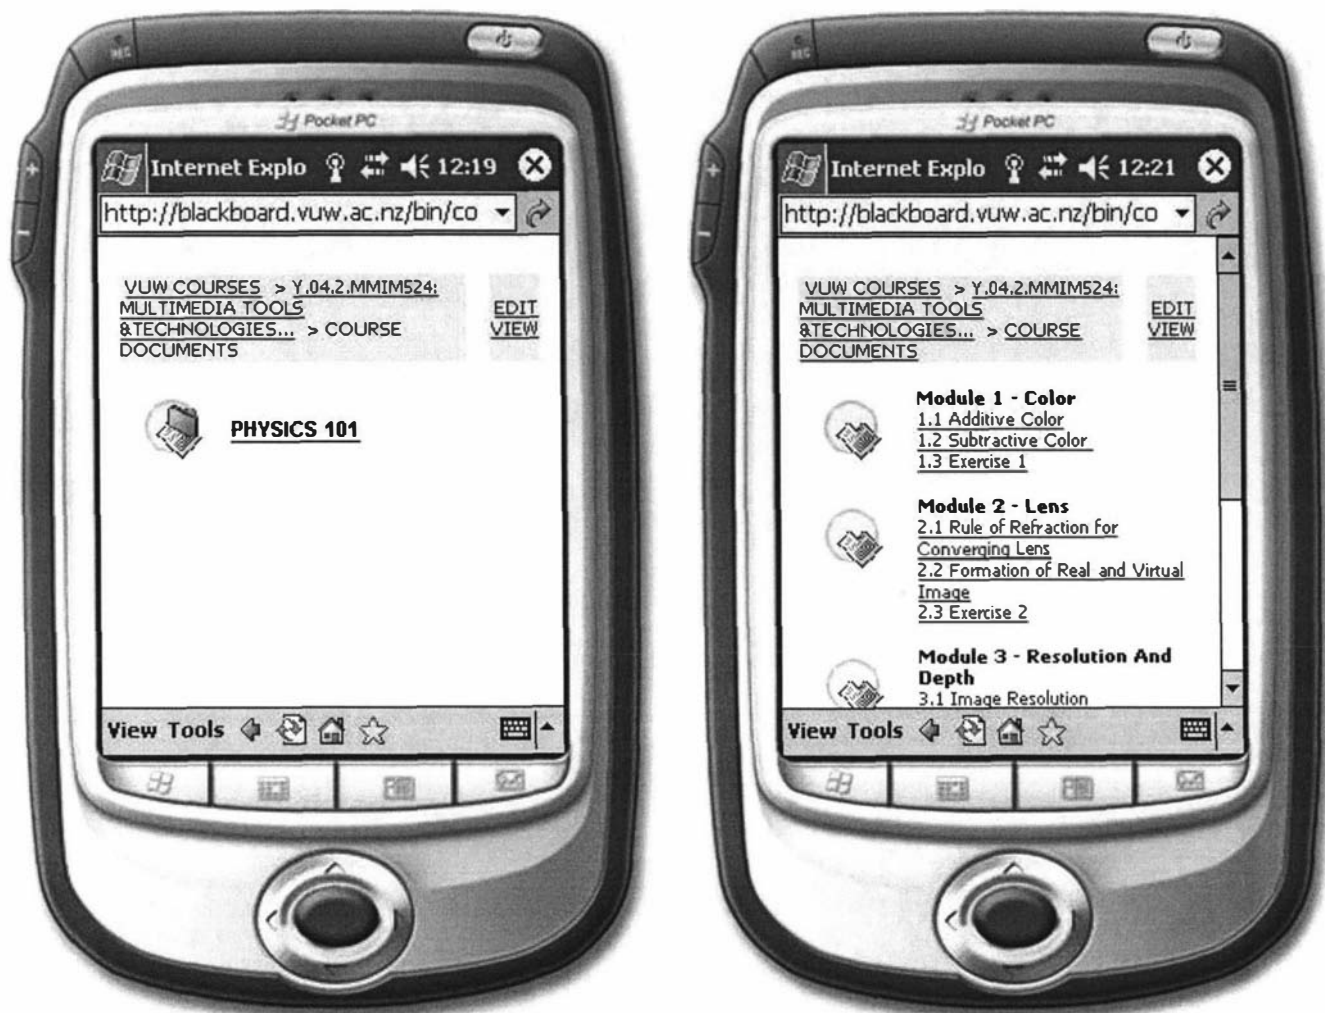 REC
Pocket PC
Internet Explo 12:19
http://blackboard.vuw.ac.nz/bin/co
VUW COURSES > Y.04.2.MMIM524:
MULTIMEDIA TOOLS
&TECHNOLOGIES... > COURSE
DOCUMENTS
EDIT
VIEW
PHYSICS 101
View Tools
REC
Pocket PC
Internet Explo 12:21
http://blackboard.vuw.ac.nz/bin/co
VUW COURSES > Y.04.2.MMIM524:
MULTIMEDIA TOOLS
&TECHNOLOGIES... > COURSE
DOCUMENTS
EDIT
VIEW
Module 1 - Color
1.1 Additive Color
1.2 Subtractive Color
1.3 Exercise 1
Module 2 - Lens
2.1 Rule of Refraction for
Converging Lens
2.2 Formation of Real and Virtual
Image
2.3 Exercise 2
Module 3 - Resolution And
Depth
3.1 Image Resolution
View Tools